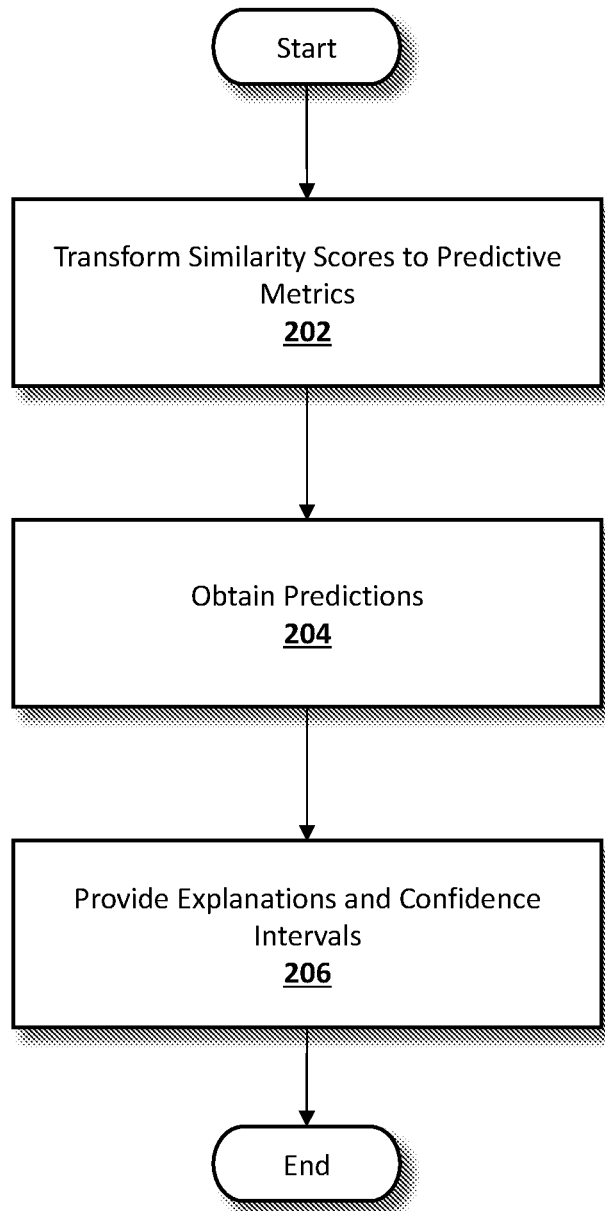 Start
Transform Similarity Scores to Predictive
Metrics
202
Obtain Predictions
204
Provide Explanations and Confidence
Intervals
206
End